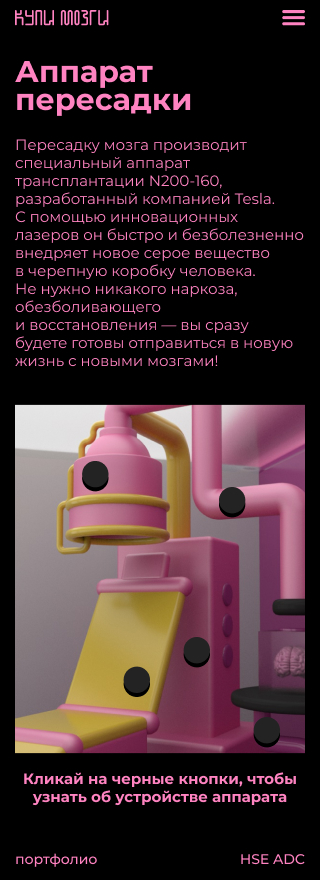 КУПИ МОЗГИ
Аппарат
пересадки
Пересадку мозга производит
специальный аппарат
трансплантации N200-160,
разработанный компанией Tesla.
С помощью инновационных
лазеров он быстро и безболезненно
внедряет новое серое вещество
в черепную коробку человека.
Не нужно никакого наркоза,
обезболивающего
и восстановления — вы сразу
будете готовы отправиться в новую
жизнь с новыми мозгами!
Кликай на черные кнопки, чтобы
узнать об устройстве аппарата
портфолио
HSE ADC